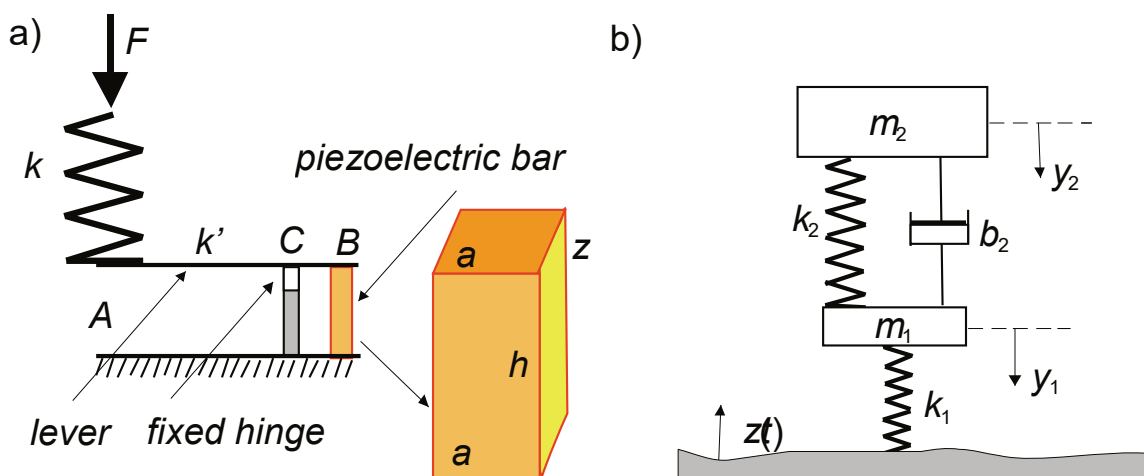 a)
F
k
piezoelectric bar
k'
C
B
A
a
z
h
a
lever
fixed hinge
b)
m2
y2
k2
b2
m1
y1
k1
z(t)